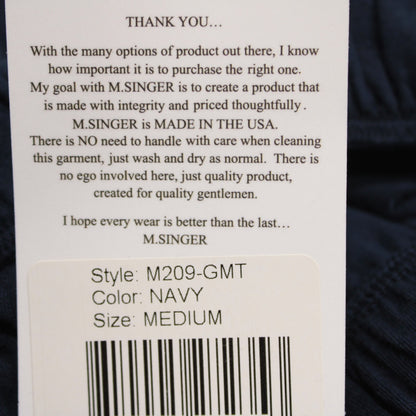 THANK YOU...
With the many options of product out there, I know
how important it is to purchase the right one.
My goal with M.SINGER is to create a product that
is made with integrity and priced thoughtfully.
M.SINGER is MADE IN THE USA.
There is NO need to handle with care when cleaning
this garment, just wash and dry as normal. There is
no ego involved here, just quality product,
created for quality gentlemen.
I hope every wear is better than the last...
M.SINGER
Style: M209-GMT
Color: NAVY
Size: MEDIUM